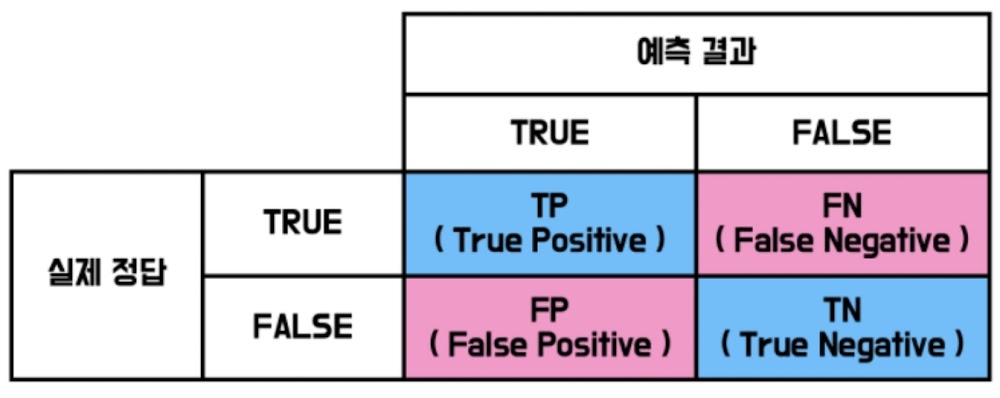 예측 결과
TRUE
FALSE
실제 정답
TRUE
TP
( True Positive )
FN
( False Negative )
FALSE
FP
( False Positive )
TN
( True Negative )